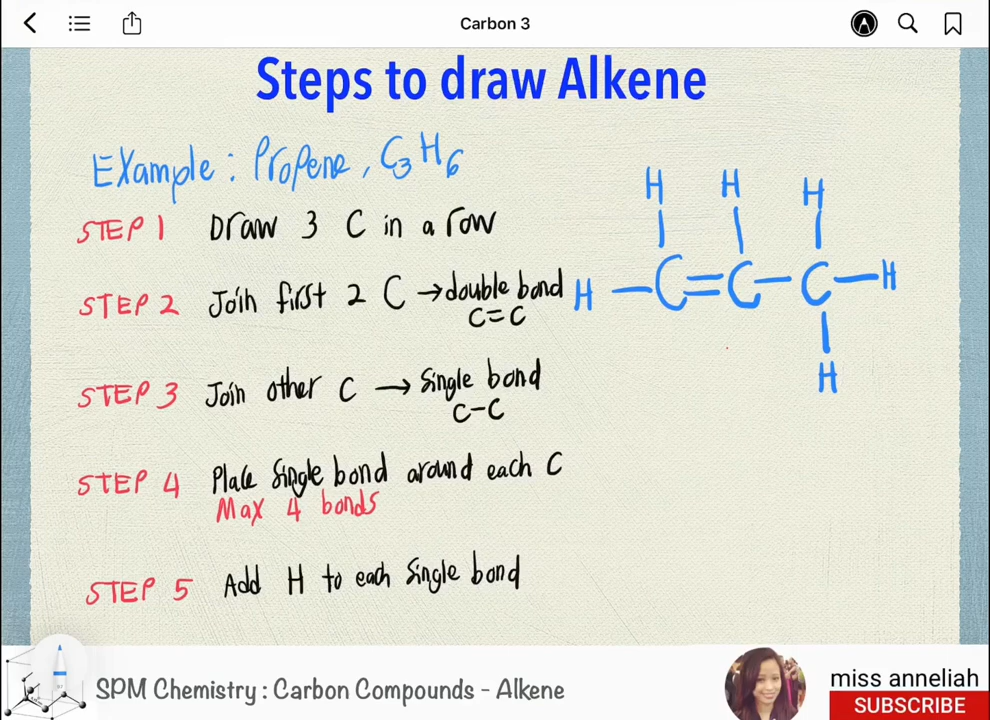 Carbon 3
Steps to draw Alkene
Example : Propene, C₃H₆
STEP 1 Draw 3 C in a row
STEP 2 Join first 2 C → double bond
C=C
STEP 3 Join other C → Single bond
C-C
STEP 4 Place single bond around each C
Max 4 bonds
STEP 5 Add H to each single bond
H H H
H — C = C — C — H
H
SPM Chemistry : Carbon Compounds - Alkene
miss anneliah
SUBSCRIBE